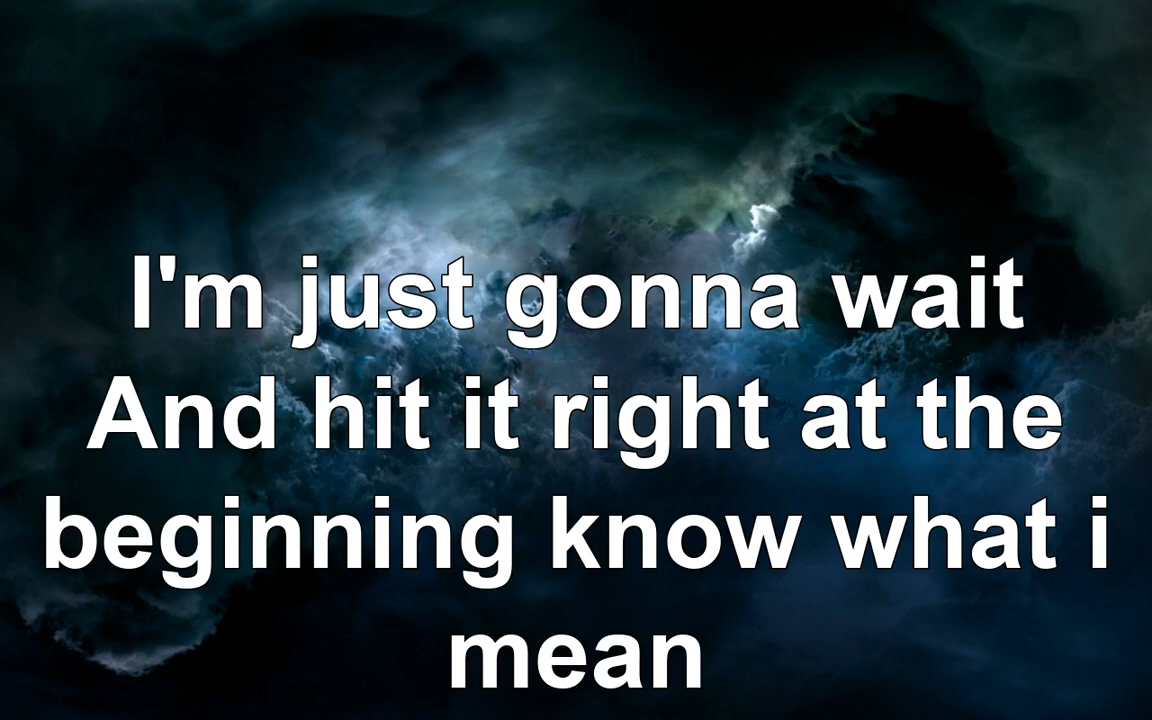 I'm just gonna wait
And hit it right at the
beginning know what i
mean